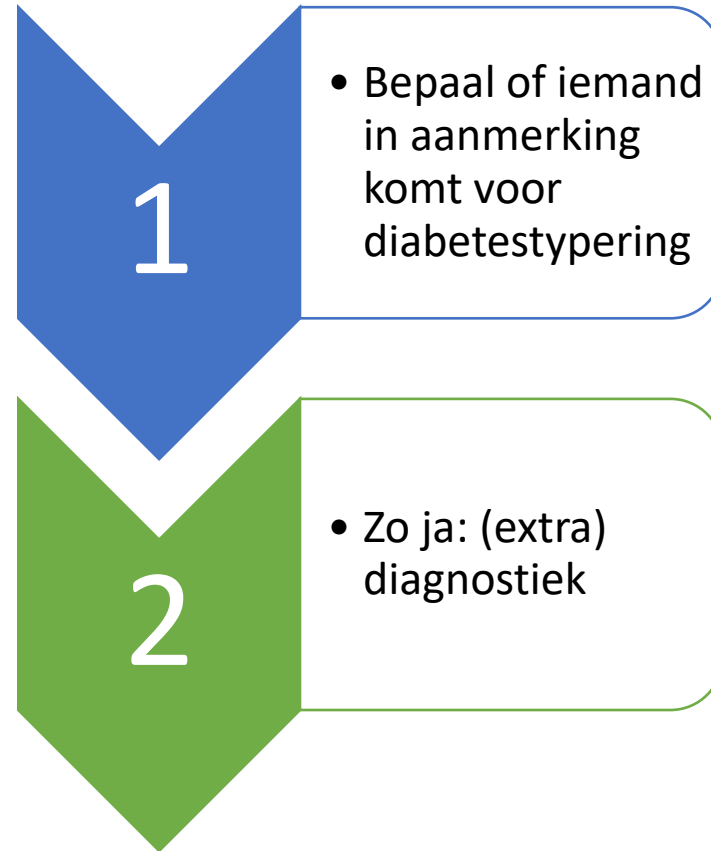 1
• Bepaal of iemand
in aanmerking
komt voor
diabetestypering
2
• Zo ja: (extra)
diagnostiek